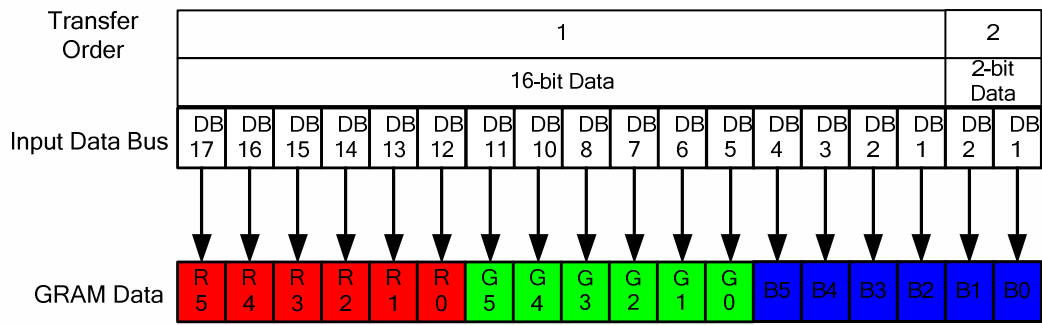 Transfer Order 1 2
16-bit Data 2-bit Data
Input Data Bus DB 17 DB 16 DB 15 DB 14 DB 13 DB 12 DB 11 DB 10 DB 8 DB 7 DB 6 DB 5 DB 4 DB 3 DB 2 DB 1 DB 2 DB 1
GRAM Data R 5 R 4 R 3 R 2 R 1 R 0 G 5 G 4 G 3 G 2 G 1 G 0 B5 B4 B3 B2 B1 B0